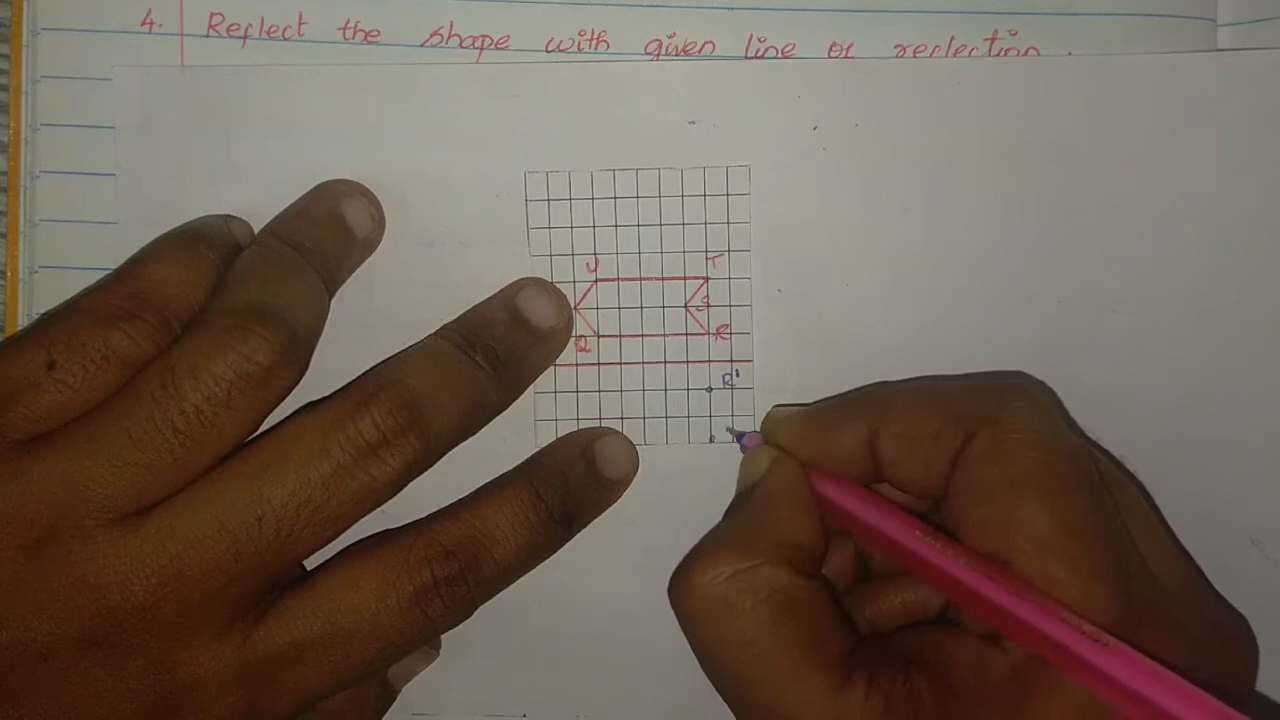 4. Reflect the shape with given line of reflection.
U T
S
Q R
R'